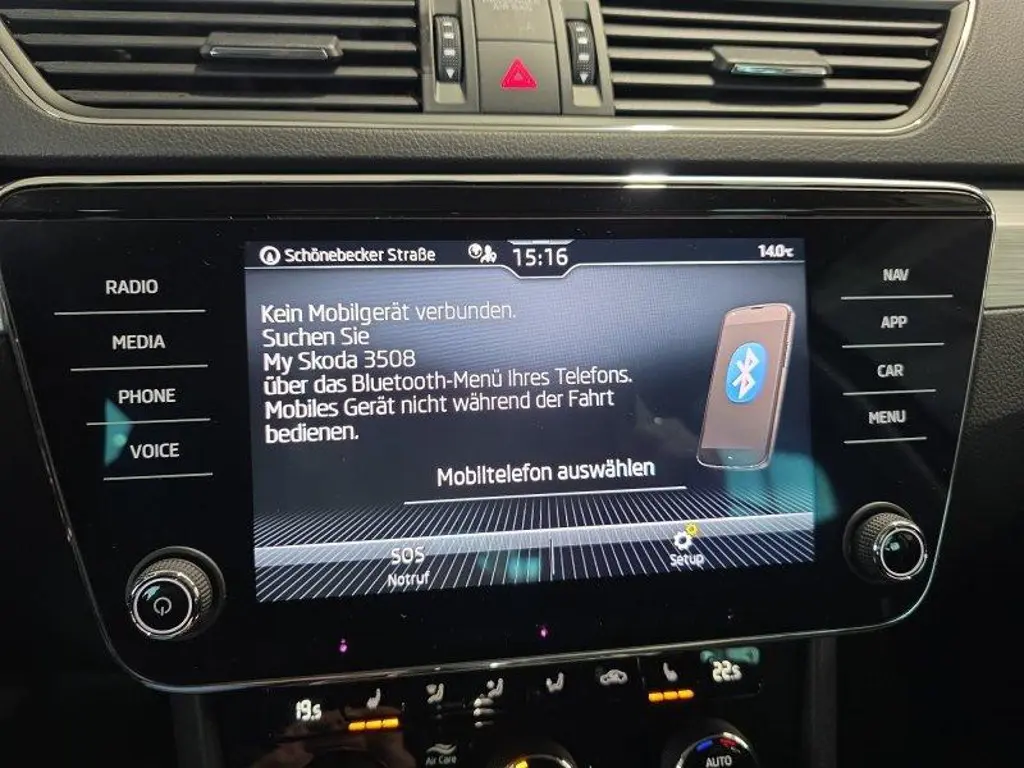 Schönebecker Straße 15:16 14.0°C
RADIO
MEDIA
PHONE
VOICE
Kein Mobilgerät verbunden.
Suchen Sie
My Skoda 3508
über das Bluetooth-Menü Ihres Telefons.
Mobiles Gerät nicht während der Fahrt
bedienen.
Mobiltelefon auswählen
SOS
Notruf
Setup
NAV
APP
CAR
MENU
19.5
22.5
Air Care
AUTO